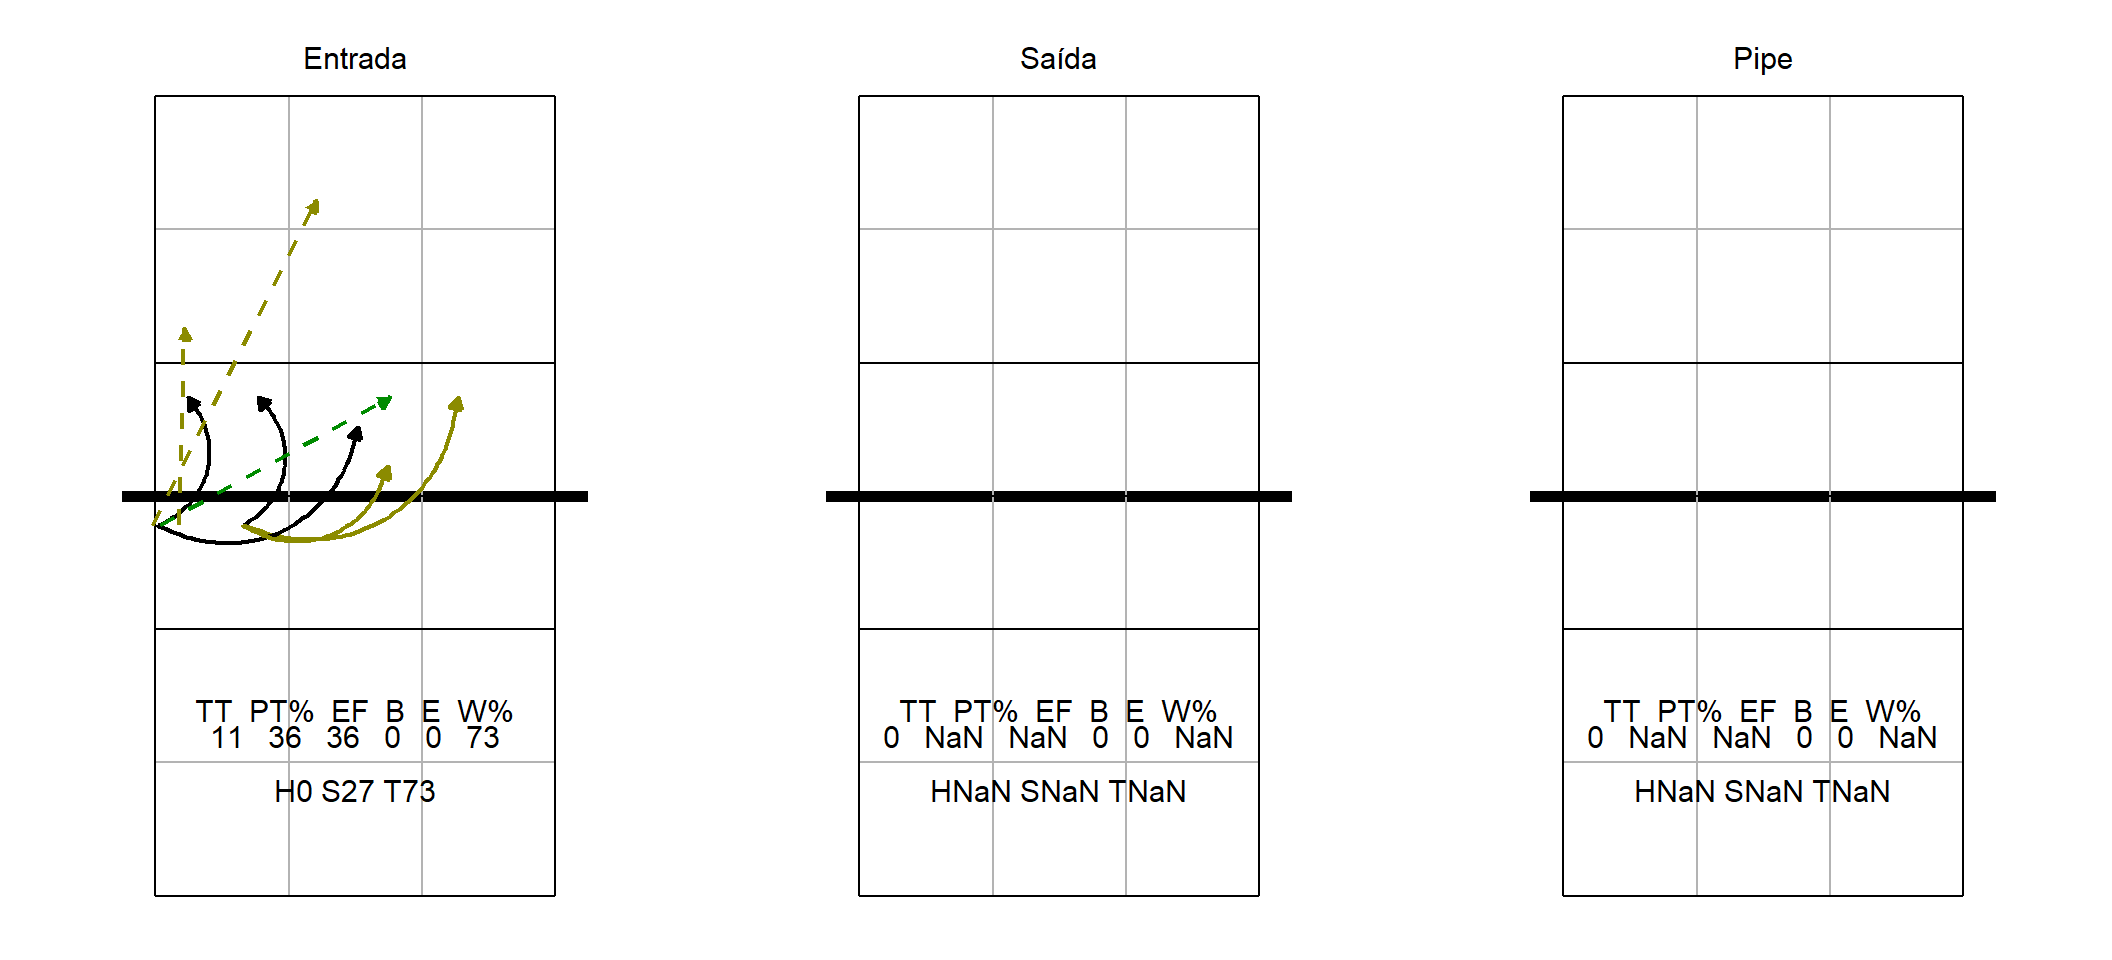 Entrada
TT PT% EF B E W%
11 36 36 0 0 73
H0 S27 T73
Saída
TT PT% EF B E W%
0 NaN NaN 0 0 NaN
HNaN SNaN TNaN
Pipe
TT PT% EF B E W%
0 NaN NaN 0 0 NaN
HNaN SNaN TNaN